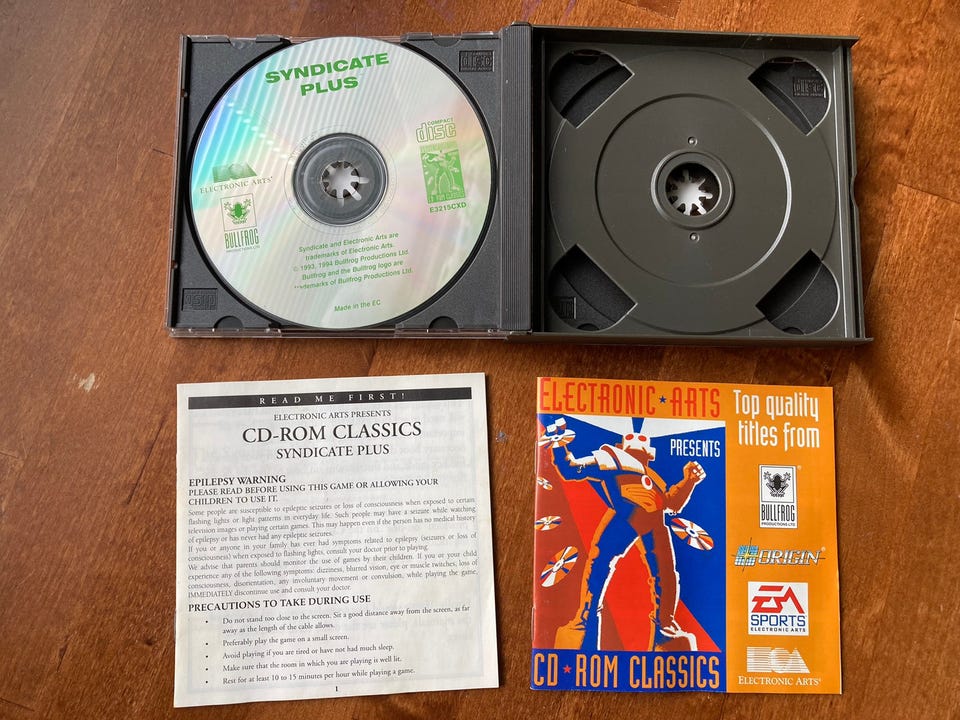 SYNDICATE
PLUS
COMPACT
disc
ELECTRONIC ARTS®
CD-ROM CLASSICS
E3215CXD
BULLFROG
PRODUCTIONS LTD
Syndicate and Electronic Arts are
trademarks of Electronic Arts.
© 1993, 1994 Bullfrog Productions Ltd.
Bullfrog and the Bullfrog logo are
trademarks of Bullfrog Productions Ltd.
Made in the EC
READ ME FIRST!
ELECTRONIC ARTS PRESENTS
CD-ROM CLASSICS
SYNDICATE PLUS
EPILEPSY WARNING
PLEASE READ BEFORE USING THIS GAME OR ALLOWING YOUR
CHILDREN TO USE IT.
Some people are susceptible to epileptic seizures or loss of consciousness when exposed to certain
flashing lights or light patterns in everyday life. Such people may have a seizure while watching
television images or playing certain games. This may happen even if the person has no medical history
of epilepsy or has never had any epileptic seizures.
If you or anyone in your family has ever had symptoms related to epilepsy (seizures or loss of
consciousness) when exposed to flashing lights, consult your doctor prior to playing.
We advise that parents should monitor the use of games by their children. If you or your child
experience any of the following symptoms: dizziness, blurred vision, eye or muscle twitches, loss of
consciousness, disorientation, any involuntary movement or convulsion, while playing the game,
IMMEDIATELY discontinue use and consult your doctor.
PRECAUTIONS TO TAKE DURING USE
• Do not stand too close to the screen. Sit a good distance away from the screen, as far
away as the length of the cable allows.
• Preferably play the game on a small screen.
• Avoid playing if you are tired or have not had much sleep.
• Make sure that the room in which you are playing is well lit.
• Rest for at least 10 to 15 minutes per hour while playing a game.
1
ELECTRONIC ★ ARTS
PRESENTS
CD ★ ROM CLASSICS
Top quality
titles from
BULLFROG
PRODUCTIONS LTD
ORIGIN®
EA
SPORTS
ELECTRONIC ARTS
ELECTRONIC ARTS®